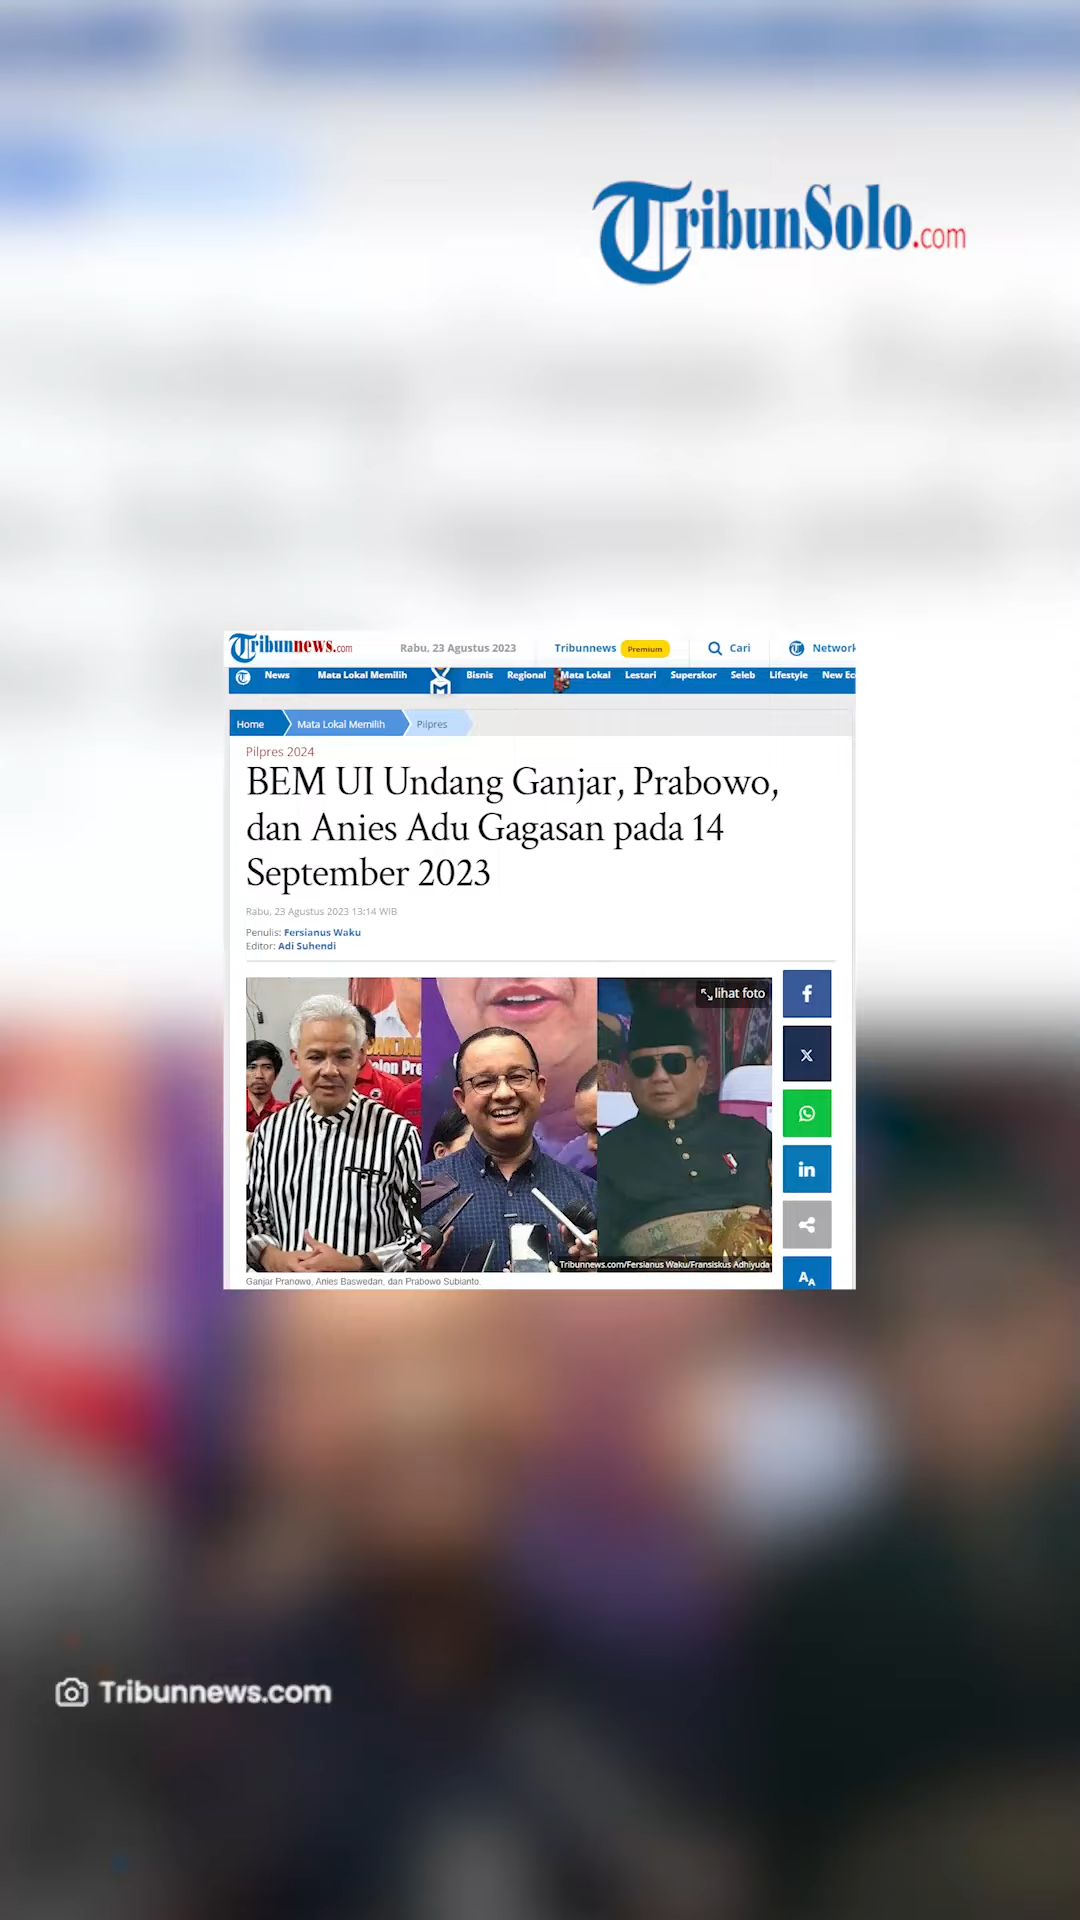 TribunSolo.com
Tribunnews.com
Rabu, 23 Agustus 2023
Tribunnews Premium
Cari
Network
News Mata Lokal Memilih Bisnis Regional Mata Lokal Lestari Superskor Seleb Lifestyle New Ec
Home Mata Lokal Memilih Pilpres
Pilpres 2024
BEM UI Undang Ganjar, Prabowo,
dan Anies Adu Gagasan pada 14
September 2023
Rabu, 23 Agustus 2023 13:14 WIB
Penulis: Fersianus Waku
Editor: Adi Suhendi
lihat foto
Tribunnews.com/Fersianus Waku/Fransiskus Adhiyuda
Ganjar Pranowo, Anies Baswedan, dan Prabowo Subianto.
AA
Tribunnews.com